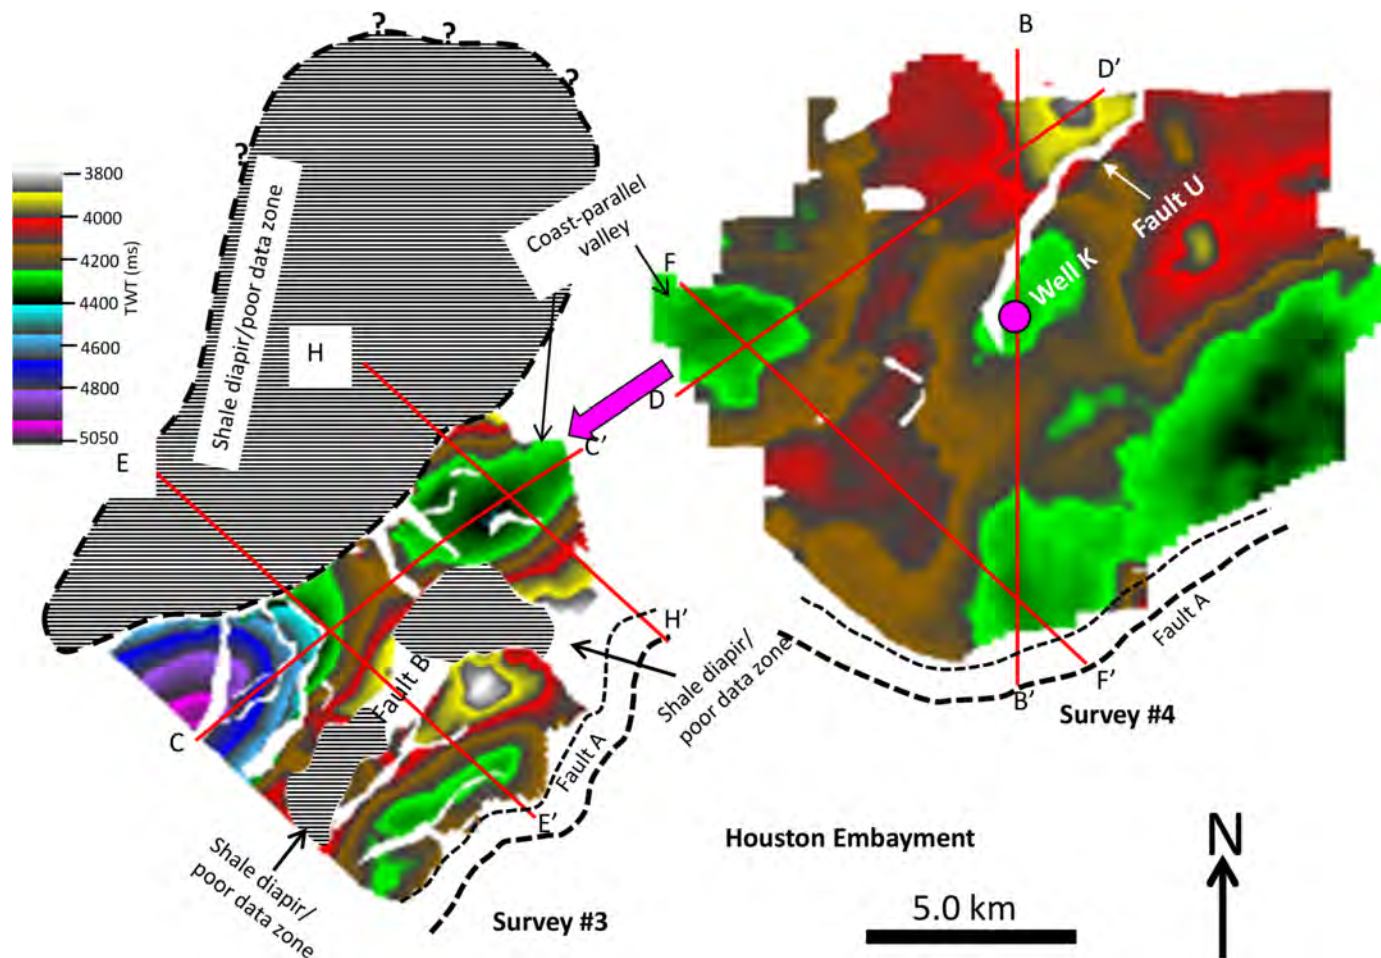 ?
?
?
?
B
D'
3800
4000
4200
4400
4600
4800
5050
TWT (ms)
Shale diapir/poor data zone
Coast-parallel
valley
Fault U
F
Well K
H
D
E
C'
H'
Fault B
C
Shale diapir/
poor data zone
Fault A
E'
Fault A
F'
B'
Survey #4
Shale diapir/
poor data zone
Survey #3
Houston Embayment
N
5.0 km